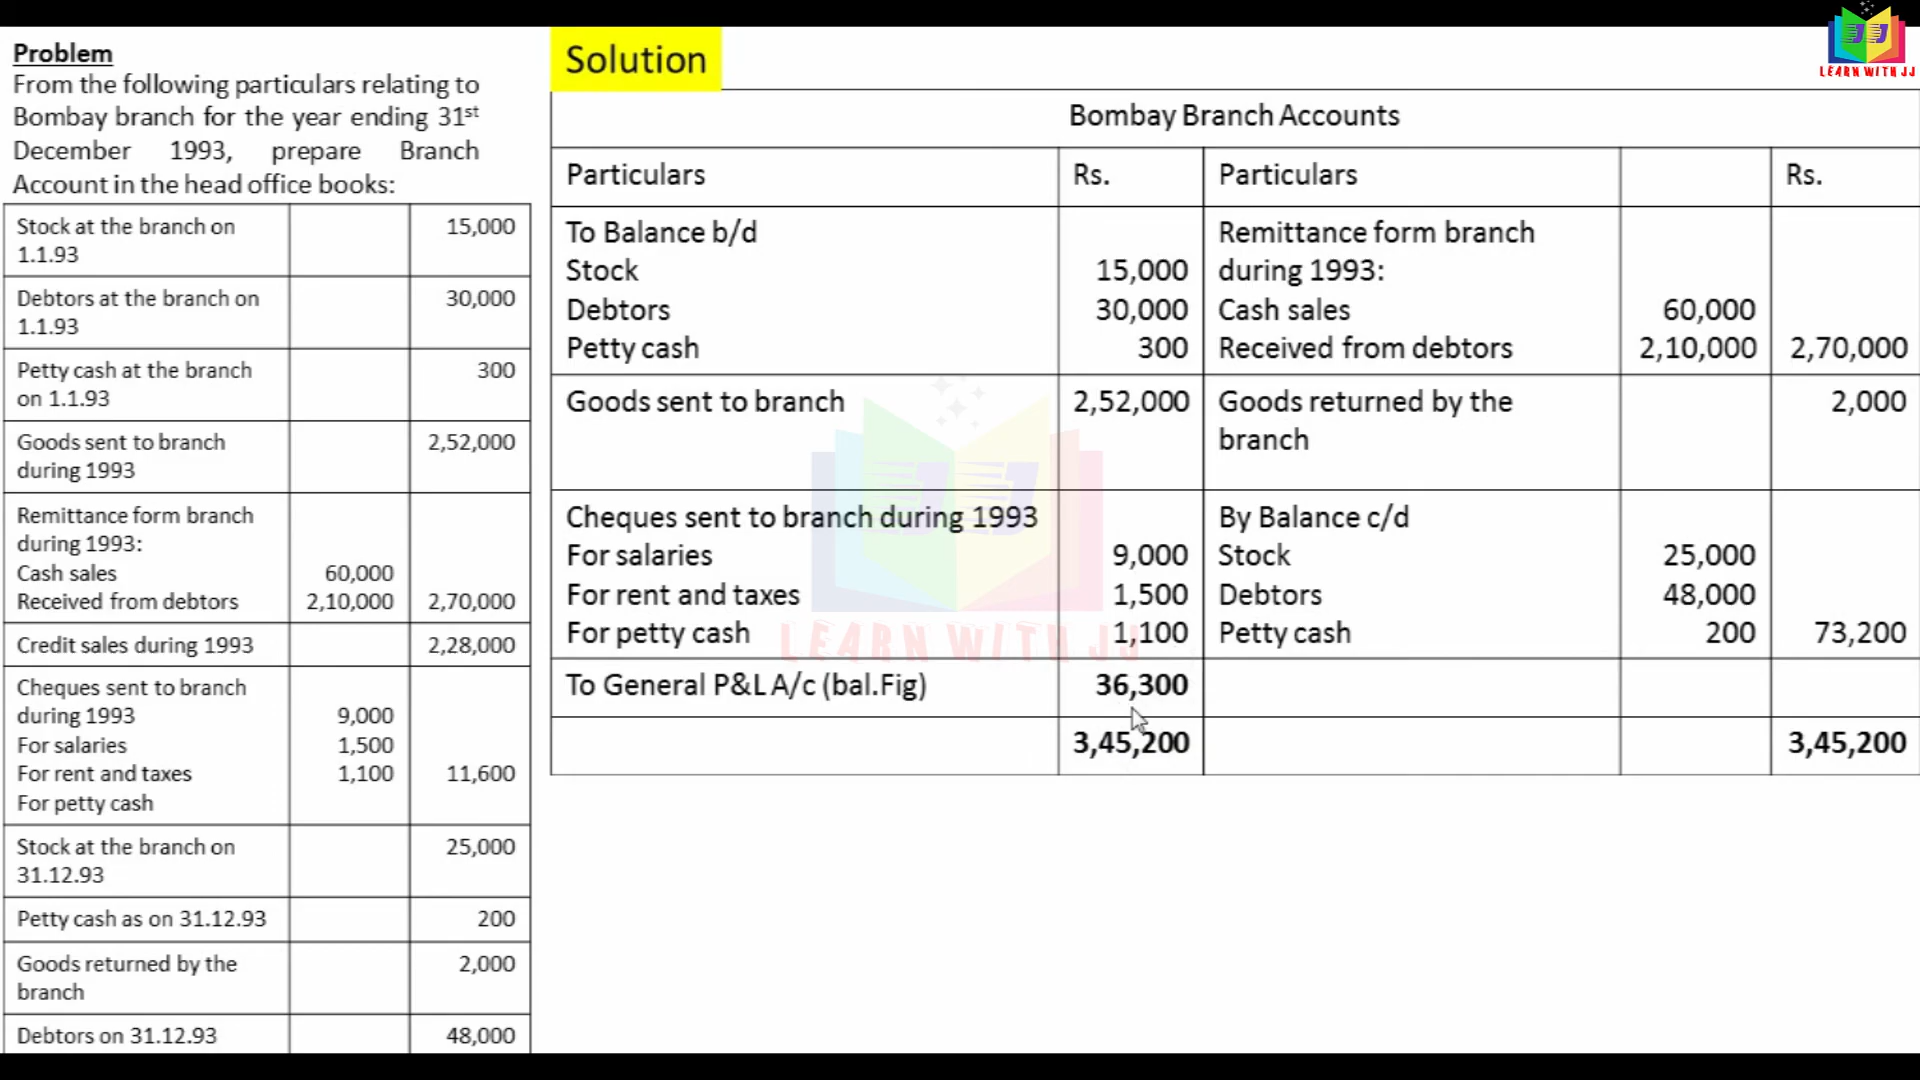 LEARN WITH JJ
Problem
From the following particulars relating to
Bombay branch for the year ending 31st
December 1993, prepare Branch
Account in the head office books:
Stock at the branch on
1.1.93
15,000
Debtors at the branch on
1.1.93
30,000
Petty cash at the branch
on 1.1.93
300
Goods sent to branch
during 1993
2,52,000
Remittance form branch
during 1993:
Cash sales 60,000
Received from debtors 2,10,000 2,70,000
Credit sales during 1993 2,28,000
Cheques sent to branch
during 1993 9,000
For salaries 1,500
For rent and taxes 1,100 11,600
For petty cash
Stock at the branch on
31.12.93
25,000
Petty cash as on 31.12.93 200
Goods returned by the
branch
2,000
Debtors on 31.12.93 48,000
Solution
Bombay Branch Accounts
Particulars Rs. Particulars Rs.
To Balance b/d Remittance form branch
Stock 15,000 during 1993:
Debtors 30,000 Cash sales 60,000
Petty cash 300 Received from debtors 2,10,000 2,70,000
Goods sent to branch 2,52,000 Goods returned by the 2,000
branch
Cheques sent to branch during 1993 By Balance c/d
For salaries 9,000 Stock 25,000
For rent and taxes 1,500 Debtors 48,000
For petty cash 1,100 Petty cash 200 73,200
To General P&L A/c (bal.Fig) 36,300
3,45,200 3,45,200
JJ
LEARN WITH JJ